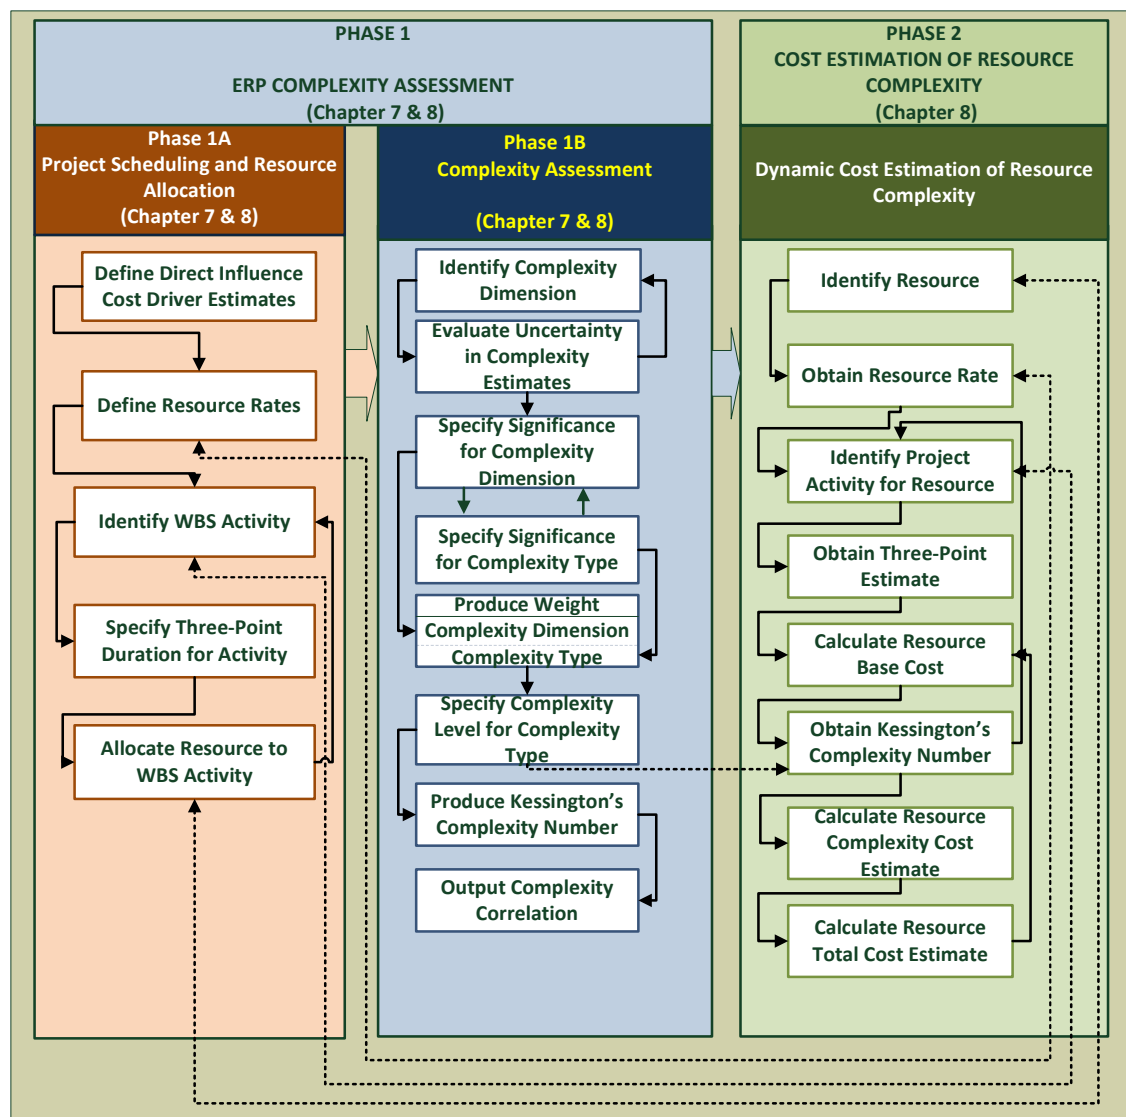 PHASE 1
ERP COMPLEXITY ASSESSMENT
(Chapter 7 & 8)
PHASE 2
COST ESTIMATION OF RESOURCE
COMPLEXITY
(Chapter 8)
Phase 1A
Project Scheduling and Resource
Allocation
(Chapter 7 & 8)
Phase 1B
Complexity Assessment
(Chapter 7 & 8)
Dynamic Cost Estimation of Resource
Complexity
Define Direct Influence
Cost Driver Estimates
Define Resource Rates
Identify WBS Activity
Specify Three-Point
Duration for Activity
Allocate Resource to
WBS Activity
Identify Complexity
Dimension
Evaluate Uncertainty
in Complexity
Estimates
Specify Significance
for Complexity
Dimension
Specify Significance
for Complexity Type
Produce Weight
Complexity Dimension
Complexity Type
Specify Complexity
Level for Complexity
Type
Produce Kessington's
Complexity Number
Output Complexity
Correlation
Identify Resource
Obtain Resource Rate
Identify Project
Activity for Resource
Obtain Three-Point
Estimate
Calculate Resource
Base Cost
Obtain Kessington's
Complexity Number
Calculate Resource
Complexity Cost
Estimate
Calculate Resource
Total Cost Estimate